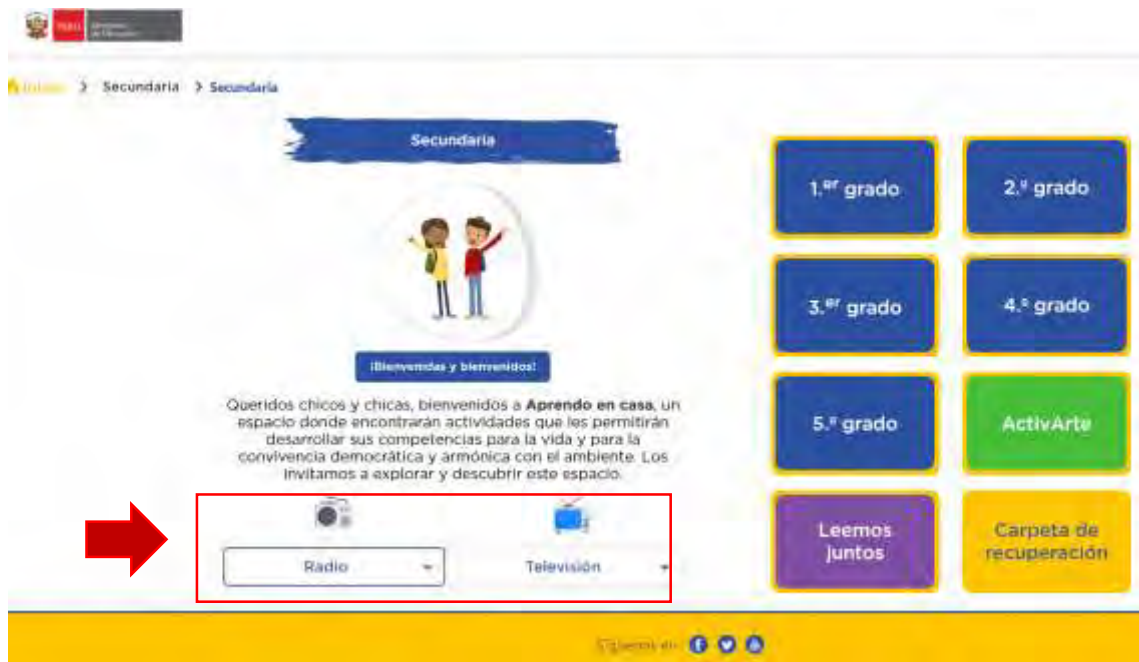 PERÚ
Secundaria > Secundaria
Secundaria
¡Bienvenidas y bienvenidos!
Queridos chicos y chicas, bienvenidos a Aprendo en casa, un
espacio donde encontrarán actividades que les permitirán
desarrollar sus competencias para la vida y para la
convivencia democrática y armónica con el ambiente. Los
invitamos a explorar y descubrir este espacio.
Radio
Televisión
1.er grado
2.º grado
3.er grado
4.º grado
5.º grado
ActivArte
Leemos
juntos
Carpeta de
recuperación